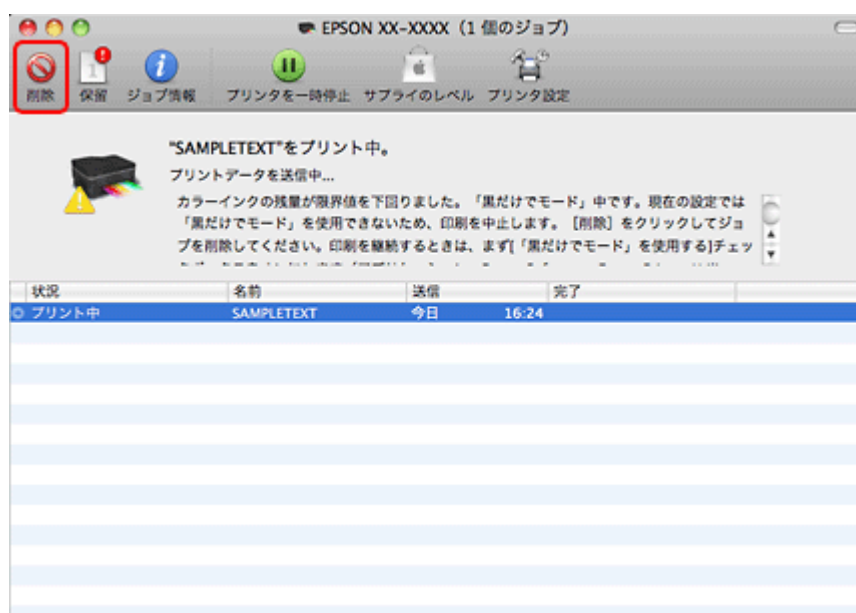 EPSON XX-XXXX（1 個のジョブ）
削除 保留 ジョブ情報 プリンタを一時停止 サプライのレベル プリンタ設定
"SAMPLETEXT"をプリント中。
プリントデータを送信中...
カラーインクの残量が限界値を下回りました。「黒だけでモード」中です。現在の設定では
「黒だけでモード」を使用できないため、印刷を中止します。［削除］をクリックしてジョ
ブを削除してください。印刷を継続するときは、まず[「黒だけでモード」を使用する]チェッ
状況 名前 送信 完了
プリント中 SAMPLETEXT 今日 16:24